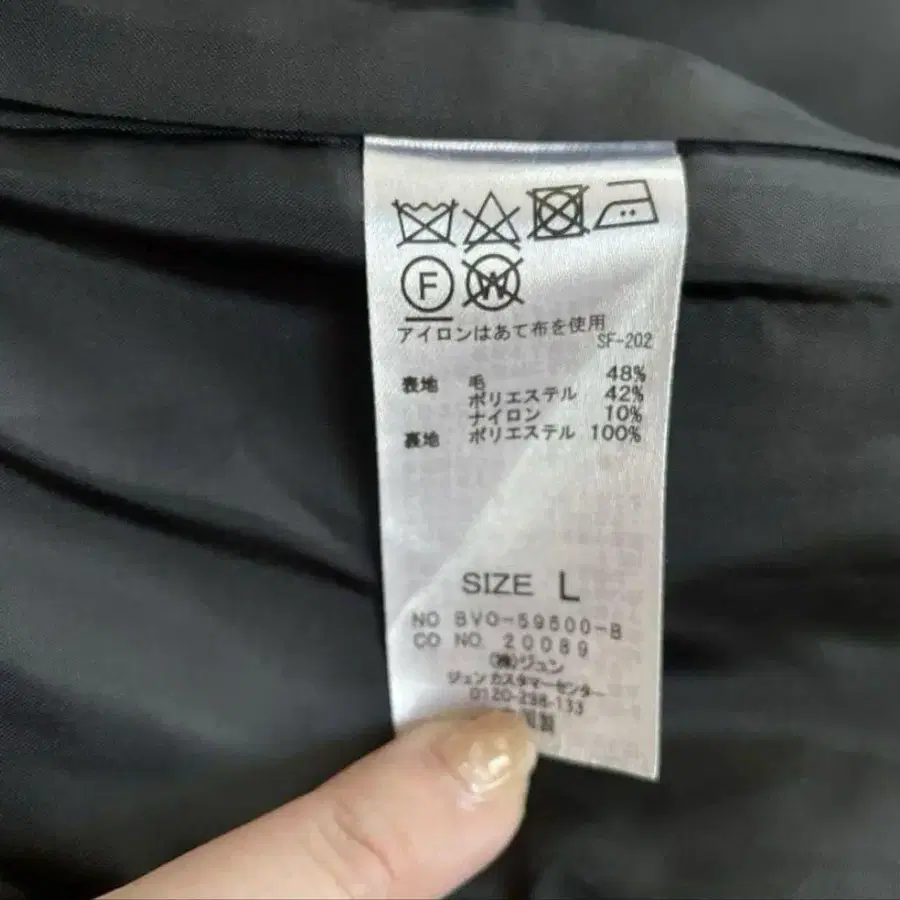 F W
アイロンはあて布を使用
SF-202
表地 毛 48%
ポリエステル 42%
ナイロン 10%
裏地 ポリエステル 100%
SIZE L
NO BVO-59500-B
CO NO. 20089
(株)ジュン
ジュンカスタマーセンター
0120-298-133
国製